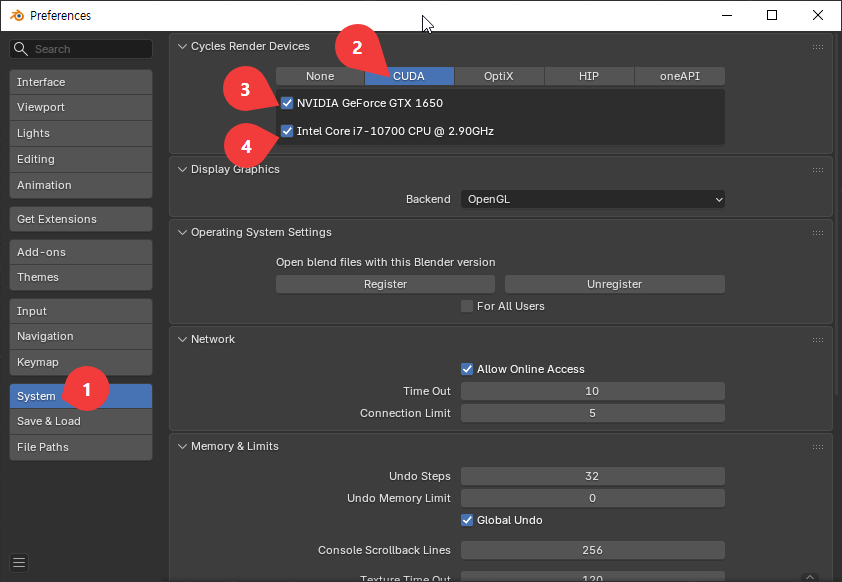 Preferences
Search
Interface
Viewport
Lights
Editing
Animation
Get Extensions
Add-ons
Themes
Input
Navigation
Keymap
System
1
Save & Load
File Paths
Cycles Render Devices
2
None CUDA OptiX HIP oneAPI
3
NVIDIA GeForce GTX 1650
4
Intel Core i7-10700 CPU @ 2.90GHz
Display Graphics
Backend OpenGL
Operating System Settings
Open blend files with this Blender version
Register Unregister
For All Users
Network
Allow Online Access
Time Out 10
Connection Limit 5
Memory & Limits
Undo Steps 32
Undo Memory Limit 0
Global Undo
Console Scrollback Lines 256
Texture Time Out 120